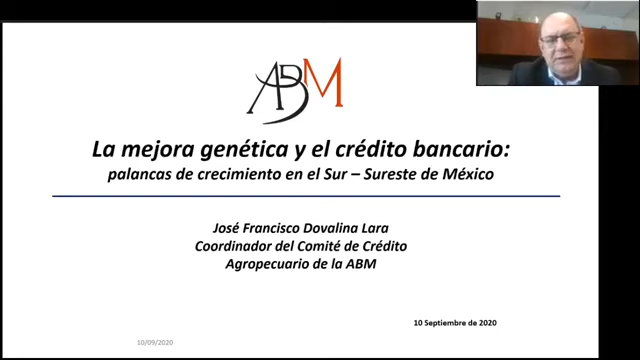 ABM
La mejora genética y el crédito bancario:
palancas de crecimiento en el Sur – Sureste de México
José Francisco Dovalina Lara
Coordinador del Comité de Crédito
Agropecuario de la ABM
10 Septiembre de 2020
10/09/2020